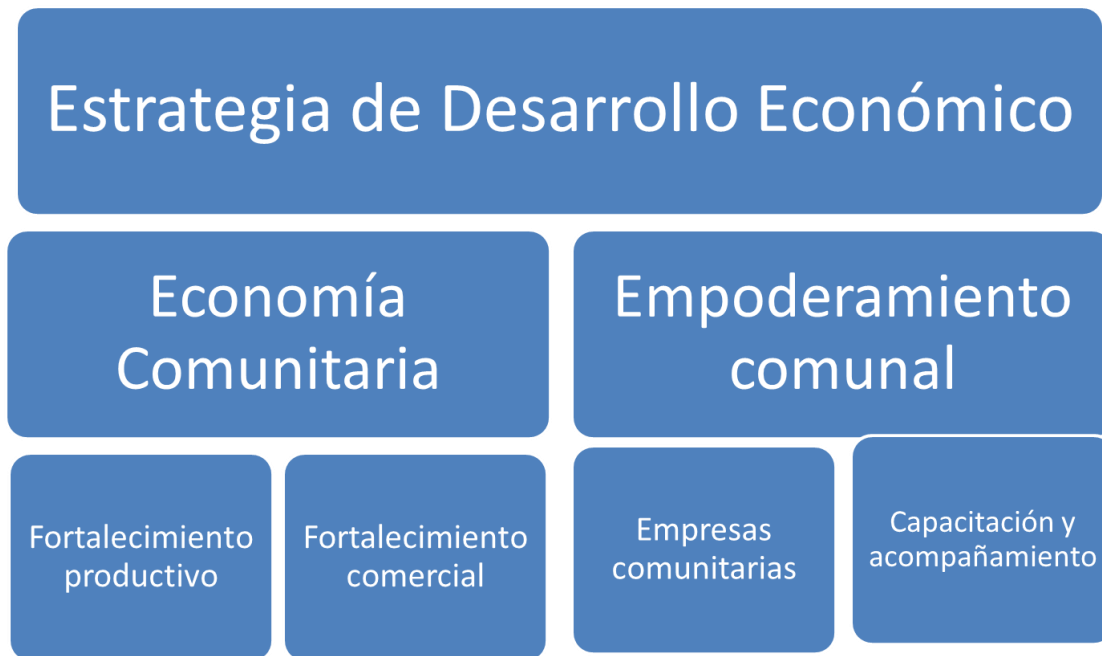 Estrategia de Desarrollo Económico
Economía
Comunitaria
Empoderamiento
comunal
Fortalecimiento
productivo
Fortalecimiento
comercial
Empresas
comunitarias
Capacitación y
acompañamiento